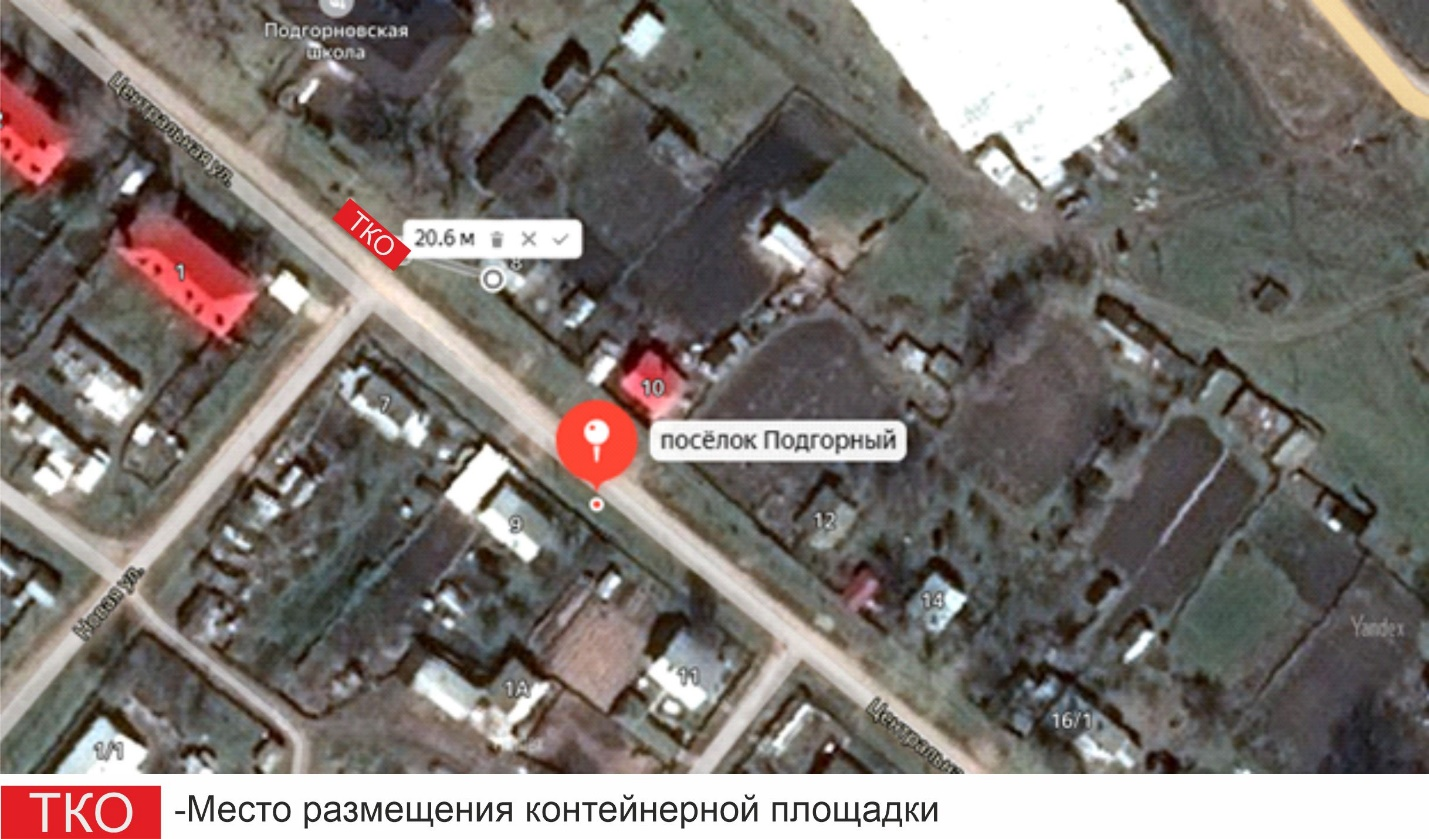 Подгорновская
школа
Центральная ул.
ТКО
20.6 м
8
1
10
7
посёлок Подгорный
9
12
14
Новая ул.
11
1А
16/1
Yandex
Центральна
1/1
ТКО -Место размещения контейнерной площадки